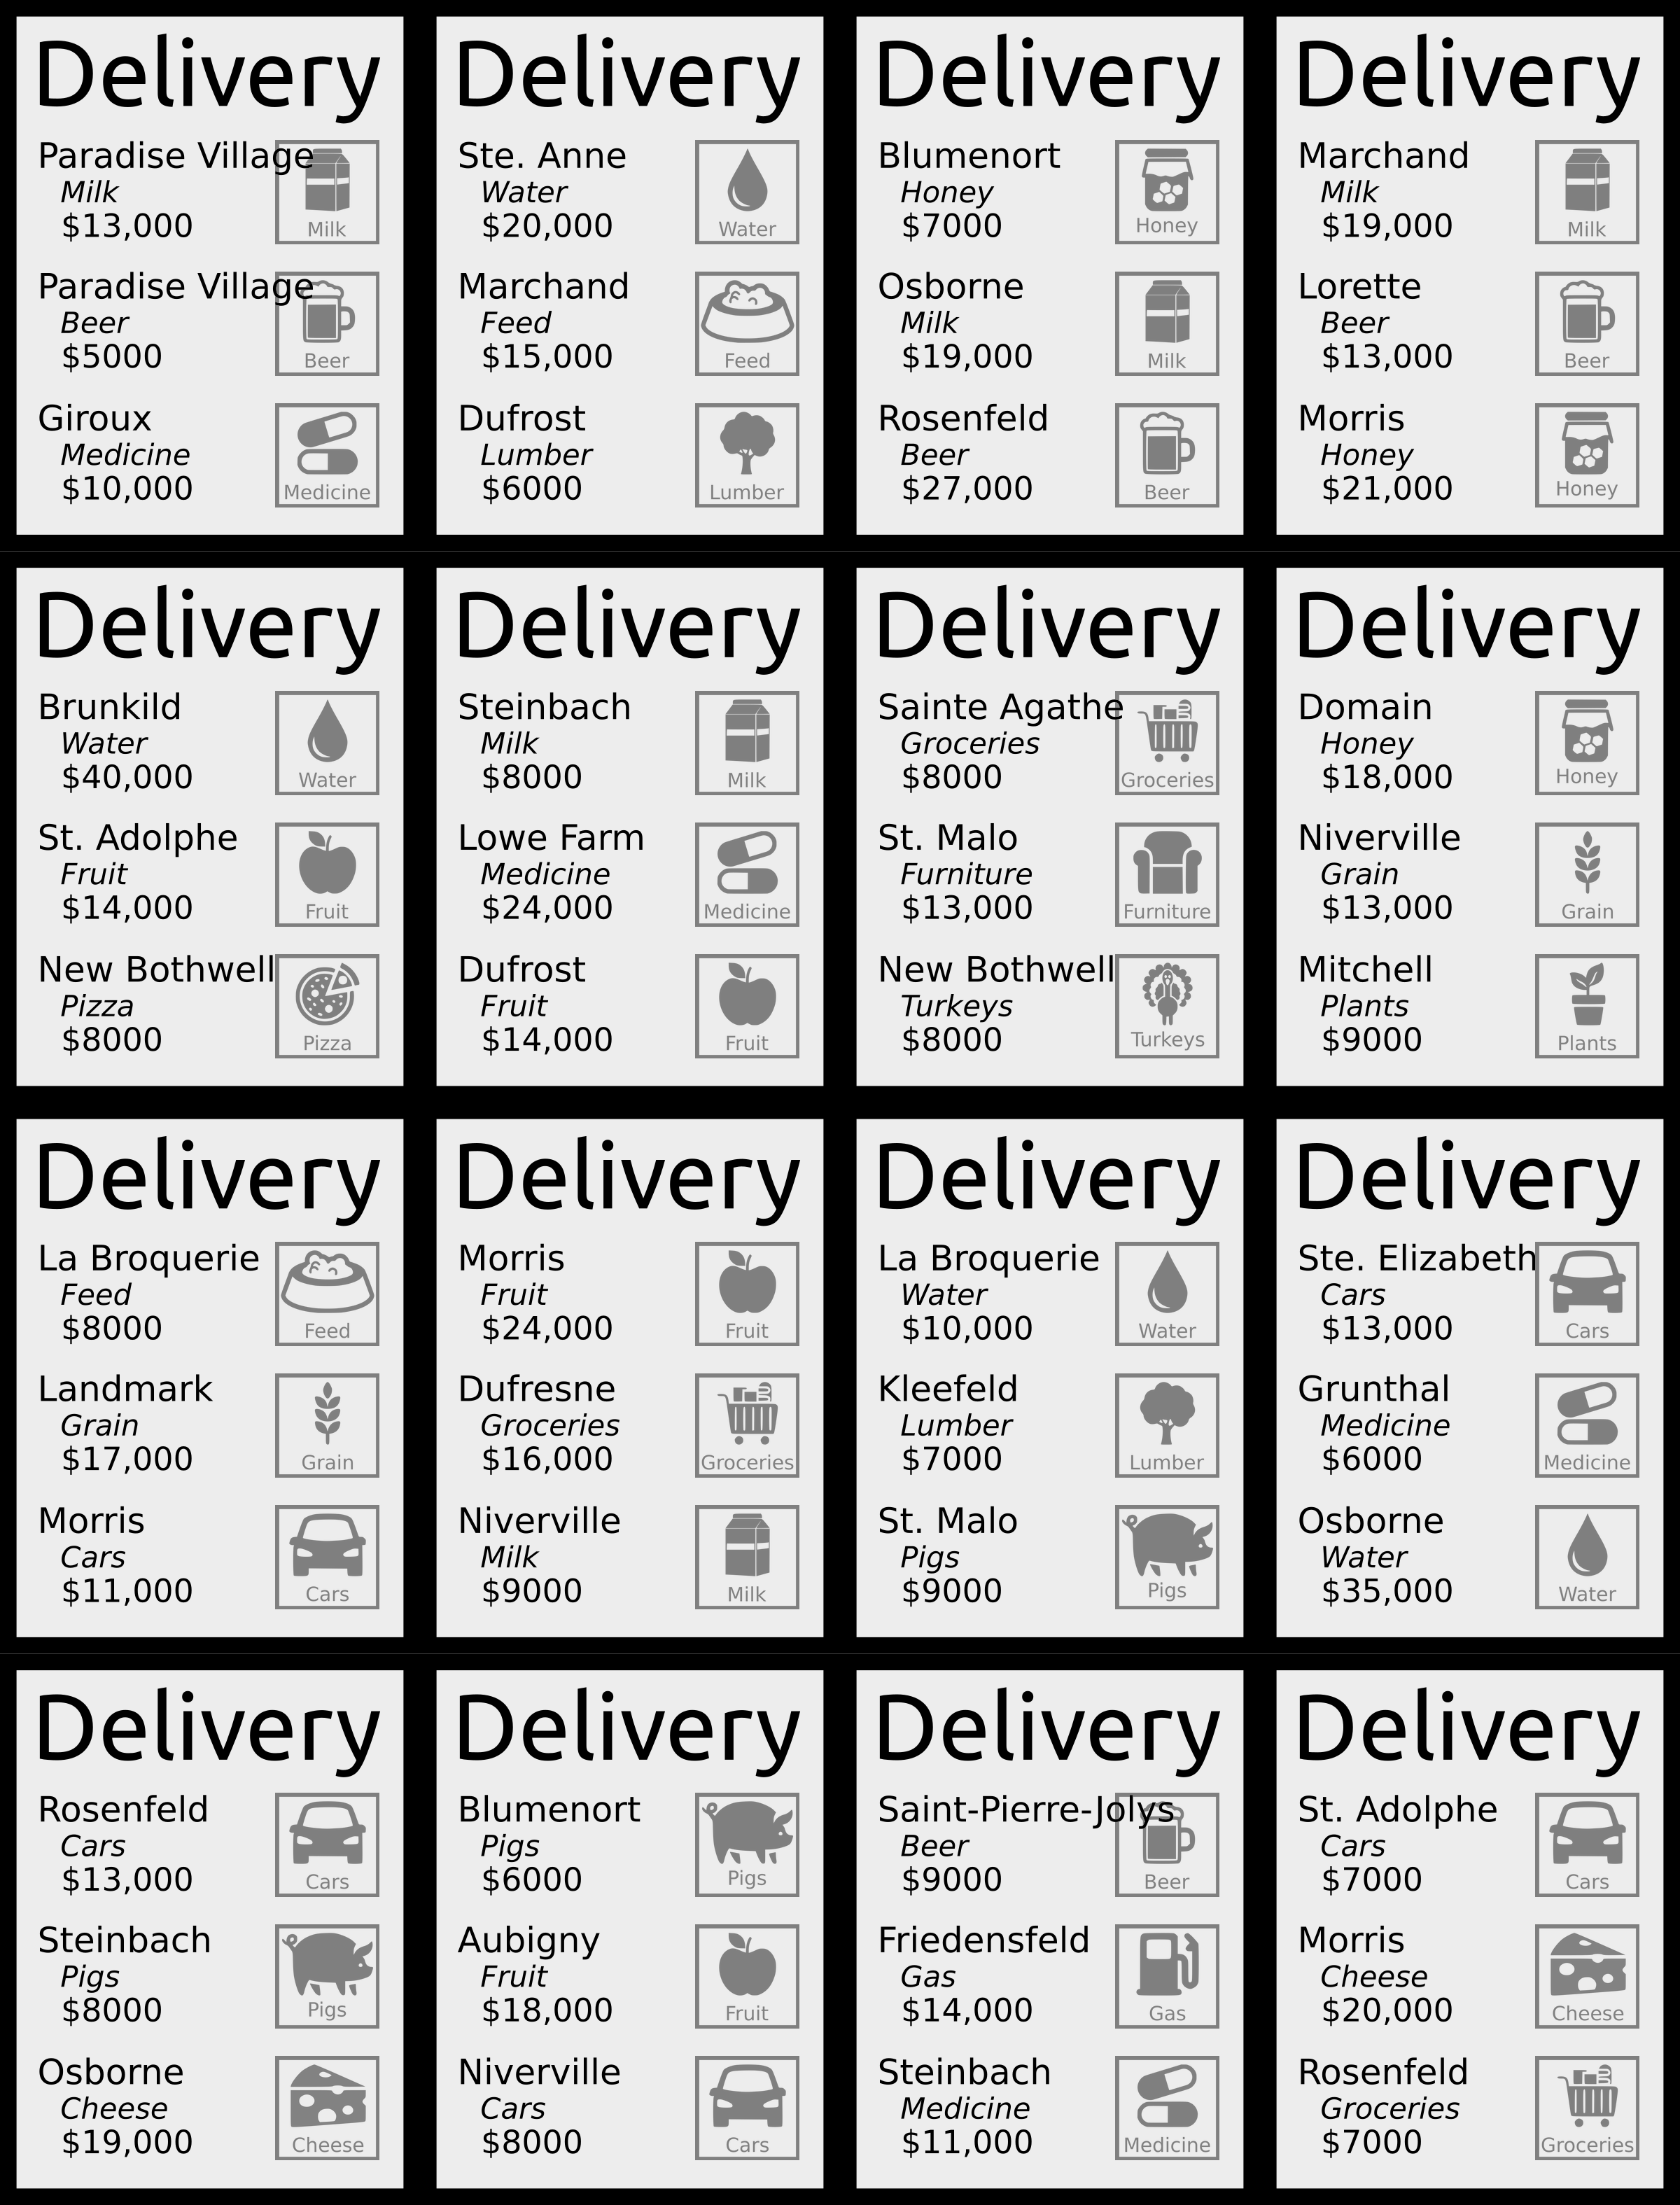 Delivery
Paradise Village
Milk
$13,000
Milk
Paradise Village
Beer
$5000
Beer
Giroux
Medicine
$10,000
Medicine
Delivery
Ste. Anne
Water
$20,000
Water
Marchand
Feed
$15,000
Feed
Dufrost
Lumber
$6000
Lumber
Delivery
Blumenort
Honey
$7000
Honey
Osborne
Milk
$19,000
Milk
Rosenfeld
Beer
$27,000
Beer
Delivery
Marchand
Milk
$19,000
Milk
Lorette
Beer
$13,000
Beer
Morris
Honey
$21,000
Honey
Delivery
Brunkild
Water
$40,000
Water
St. Adolphe
Fruit
$14,000
Fruit
New Bothwell
Pizza
$8000
Pizza
Delivery
Steinbach
Milk
$8000
Milk
Lowe Farm
Medicine
$24,000
Medicine
Dufrost
Fruit
$14,000
Fruit
Delivery
Sainte Agathe
Groceries
$8000
Groceries
St. Malo
Furniture
$13,000
Furniture
New Bothwell
Turkeys
$8000
Turkeys
Delivery
Domain
Honey
$18,000
Honey
Niverville
Grain
$13,000
Grain
Mitchell
Plants
$9000
Plants
Delivery
La Broquerie
Feed
$8000
Feed
Landmark
Grain
$17,000
Grain
Morris
Cars
$11,000
Cars
Delivery
Morris
Fruit
$24,000
Fruit
Dufresne
Groceries
$16,000
Groceries
Niverville
Milk
$9000
Milk
Delivery
La Broquerie
Water
$10,000
Water
Kleefeld
Lumber
$7000
Lumber
St. Malo
Pigs
$9000
Pigs
Delivery
Ste. Elizabeth
Cars
$13,000
Cars
Grunthal
Medicine
$6000
Medicine
Osborne
Water
$35,000
Water
Delivery
Rosenfeld
Cars
$13,000
Cars
Steinbach
Pigs
$8000
Pigs
Osborne
Cheese
$19,000
Cheese
Delivery
Blumenort
Pigs
$6000
Pigs
Aubigny
Fruit
$18,000
Fruit
Niverville
Cars
$8000
Cars
Delivery
Saint-Pierre-Jolys
Beer
$9000
Beer
Friedensfeld
Gas
$14,000
Gas
Steinbach
Medicine
$11,000
Medicine
Delivery
St. Adolphe
Cars
$7000
Cars
Morris
Cheese
$20,000
Cheese
Rosenfeld
Groceries
$7000
Groceries